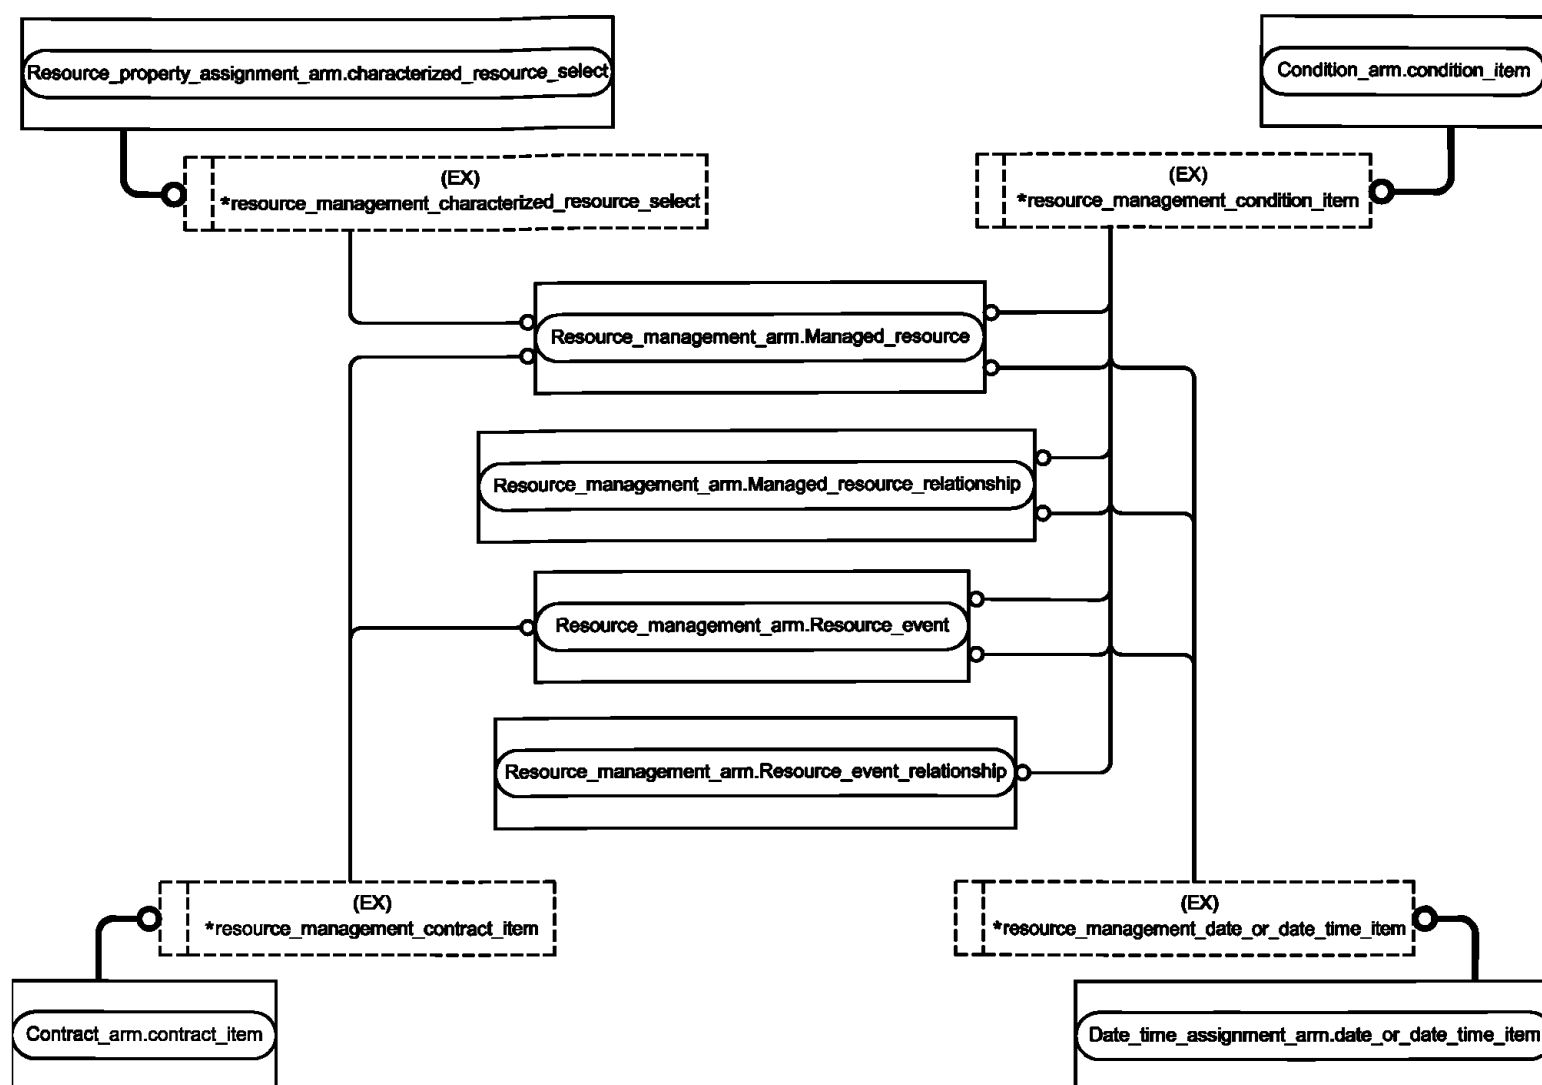 Resource_property_assignment_arm.characterized_resource_select
Condition_arm.condition_item
(EX)
*resource_management_characterized_resource_select
(EX)
*resource_management_condition_item
Resource_management_arm.Managed_resource
Resource_management_arm.Managed_resource_relationship
Resource_management_arm.Resource_event
Resource_management_arm.Resource_event_relationship
(EX)
*resource_management_contract_item
(EX)
*resource_management_date_or_date_time_item
Contract_arm.contract_item
Date_time_assignment_arm.date_or_date_time_item